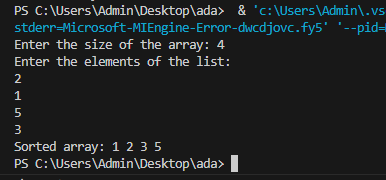 PS C:\Users\Admin\Desktop\ada>  & 'c:\Users\Admin\.vs
stderr=Microsoft-MIEngine-Error-dwcdjovc.fy5' '--pid=
Enter the size of the array: 4
Enter the elements of the list:
2
1
5
3
Sorted array: 1 2 3 5
PS C:\Users\Admin\Desktop\ada>